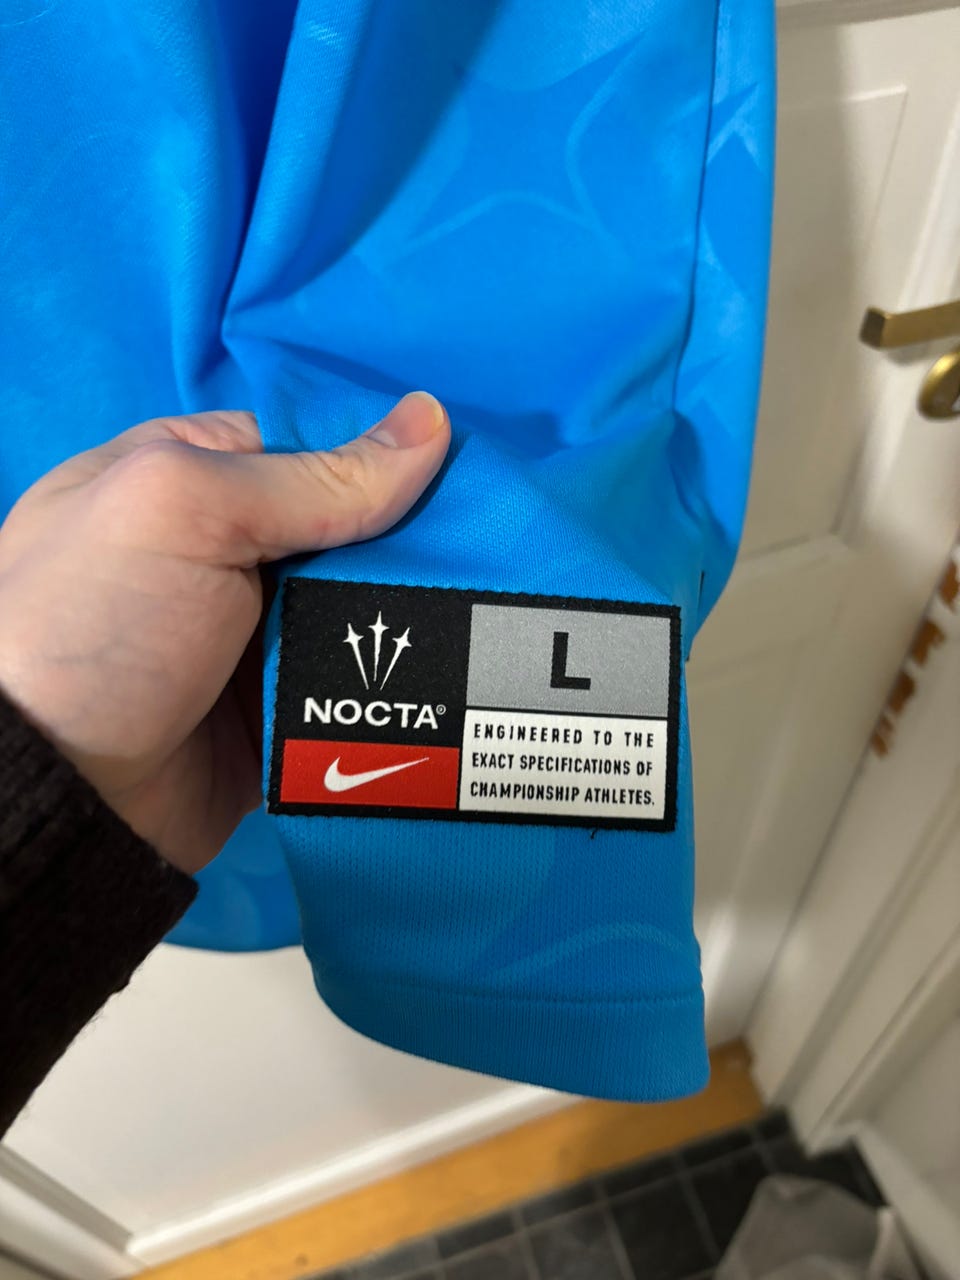 NOCTA®
L
ENGINEERED TO THE
EXACT SPECIFICATIONS OF
CHAMPIONSHIP ATHLETES.